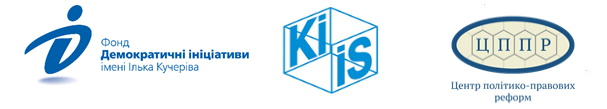 Фонд
Демократичні ініціативи
імені Ілька Кучеріва
Ki
iS
ЦППР
Центр політико-правових
реформ